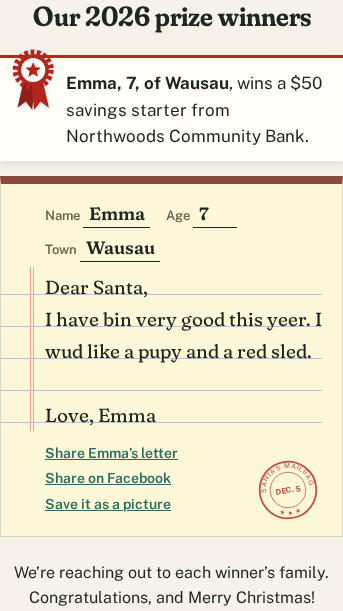 Our 2026 prize winners
Emma, 7, of Wausau, wins a $50
savings starter from
Northwoods Community Bank.
Name Emma Age 7
Town Wausau
Dear Santa,
I have bin very good this yeer. I
wud like a pupy and a red sled.
Love, Emma
Share Emma’s letter
Share on Facebook
Save it as a picture
SANTA'S MAILBAG
DEC. 5
We’re reaching out to each winner’s family.
Congratulations, and Merry Christmas!